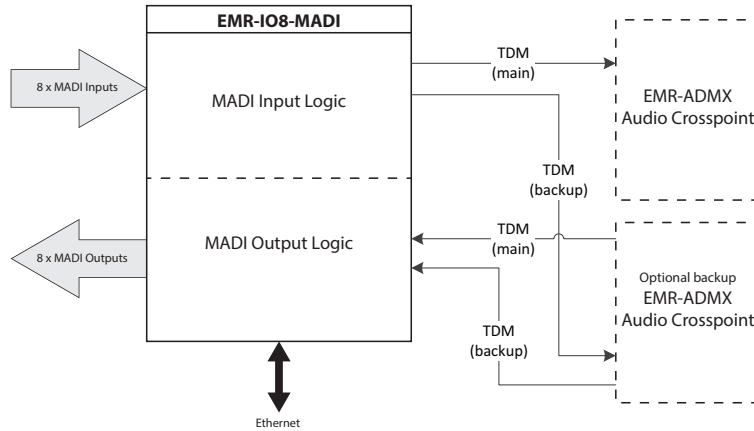 EMR-IO8-MADI
8 x MADI Inputs
MADI Input Logic
TDM
(main)
EMR-ADMX
Audio Crosspoint
TDM
(backup)
8 x MADI Outputs
MADI Output Logic
TDM
(main)
Optional backup
EMR-ADMX
Audio Crosspoint
TDM
(backup)
Ethernet